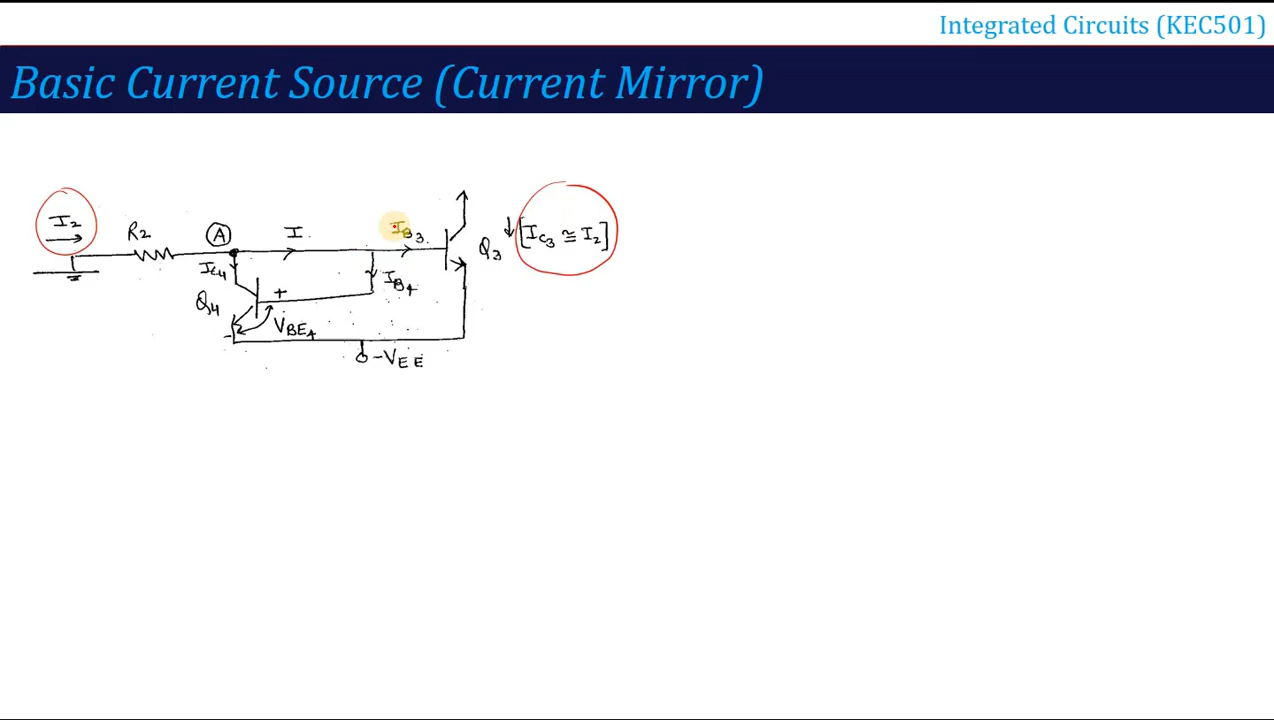 Integrated Circuits (KEC501)
Basic Current Source (Current Mirror)
I2
R2
A
I
IB3
Q3
[IC3 ≅ I2]
IC4
IB4
Q4
+
VBE4
-
-VEE